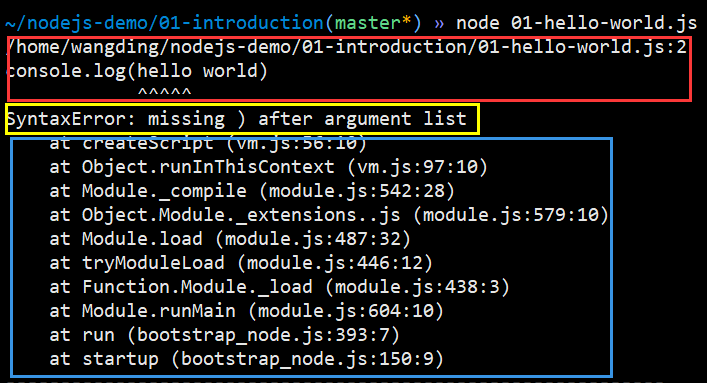 ~/nodejs-demo/01-introduction(master*) » node 01-hello-world.js
/home/wangding/nodejs-demo/01-introduction/01-hello-world.js:2
console.log(hello world)
^^^^^
SyntaxError: missing ) after argument list
at createScript (vm.js:56:10)
at Object.runInThisContext (vm.js:97:10)
at Module._compile (module.js:542:28)
at Object.Module._extensions..js (module.js:579:10)
at Module.load (module.js:487:32)
at tryModuleLoad (module.js:446:12)
at Function.Module._load (module.js:438:3)
at Module.runMain (module.js:604:10)
at run (bootstrap_node.js:393:7)
at startup (bootstrap_node.js:150:9)